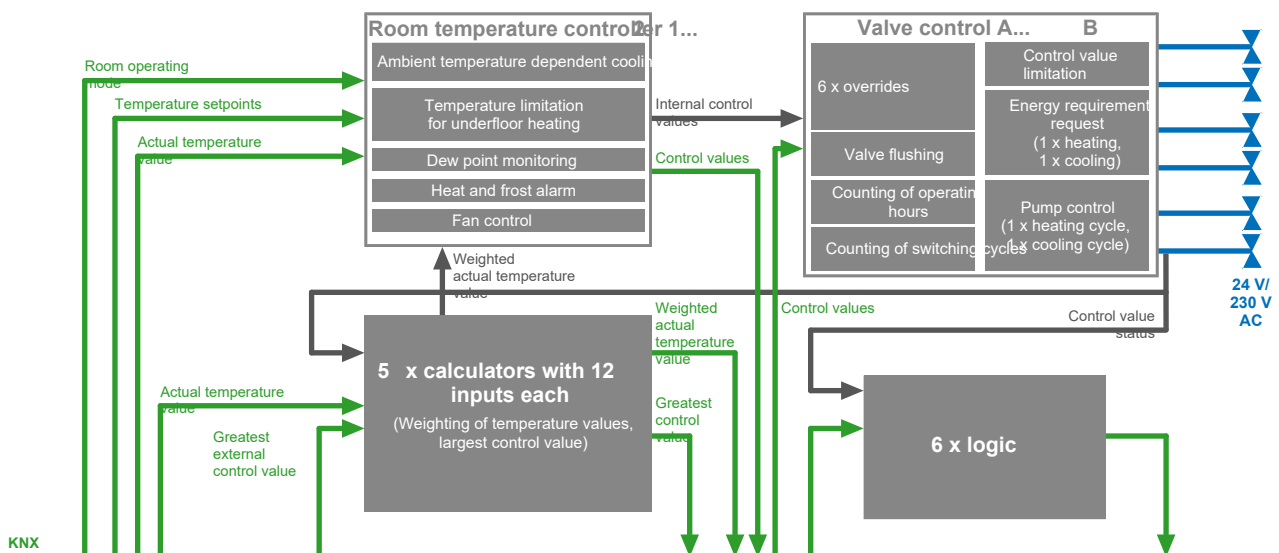 Room temperature controller 1... 12
Ambient temperature dependent cooling
Temperature limitation
for underfloor heating
Dew point monitoring
Heat and frost alarm
Fan control
Valve control A... B
6 x overrides
Valve flushing
Counting of operating
hours
Counting of switching cycles
Control value
limitation
Energy requirement
request
(1 x heating,
1 x cooling)
Pump control
(1 x heating cycle,
1 x cooling cycle)
Room operating
mode
Temperature setpoints
Actual temperature
value
Internal control
values
Control values
Weighted
actual temperature
value
24 V/
230 V
AC
Weighted
actual
temperature
value
Control values
Control value
status
5 x calculators with 12
inputs each
(Weighting of temperature values,
largest control value)
Actual temperature
value
Greatest
external
control value
Greatest
control
value
6 x logic
KNX